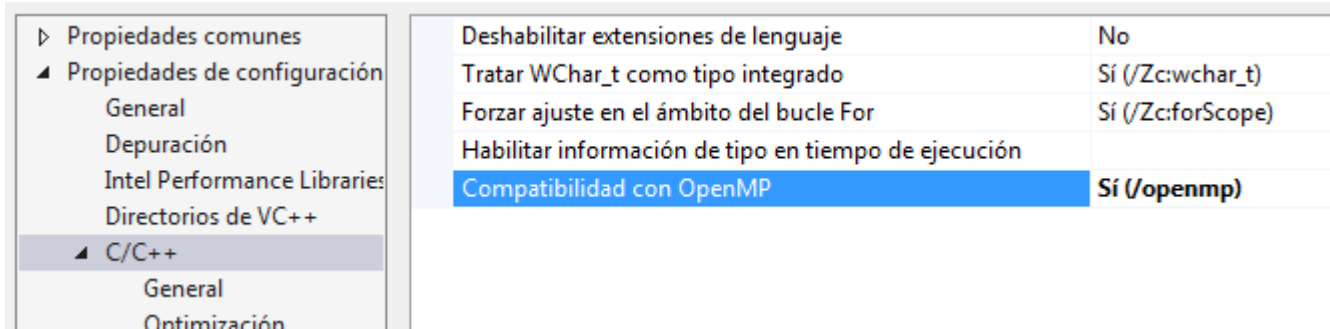 Propiedades comunes
Propiedades de configuración
General
Depuración
Intel Performance Libraries
Directorios de VC++
C/C++
General
Optimización
Deshabilitar extensiones de lenguaje No
Tratar WChar_t como tipo integrado Sí (/Zc:wchar_t)
Forzar ajuste en el ámbito del bucle For Sí (/Zc:forScope)
Habilitar información de tipo en tiempo de ejecución
Compatibilidad con OpenMP Sí (/openmp)